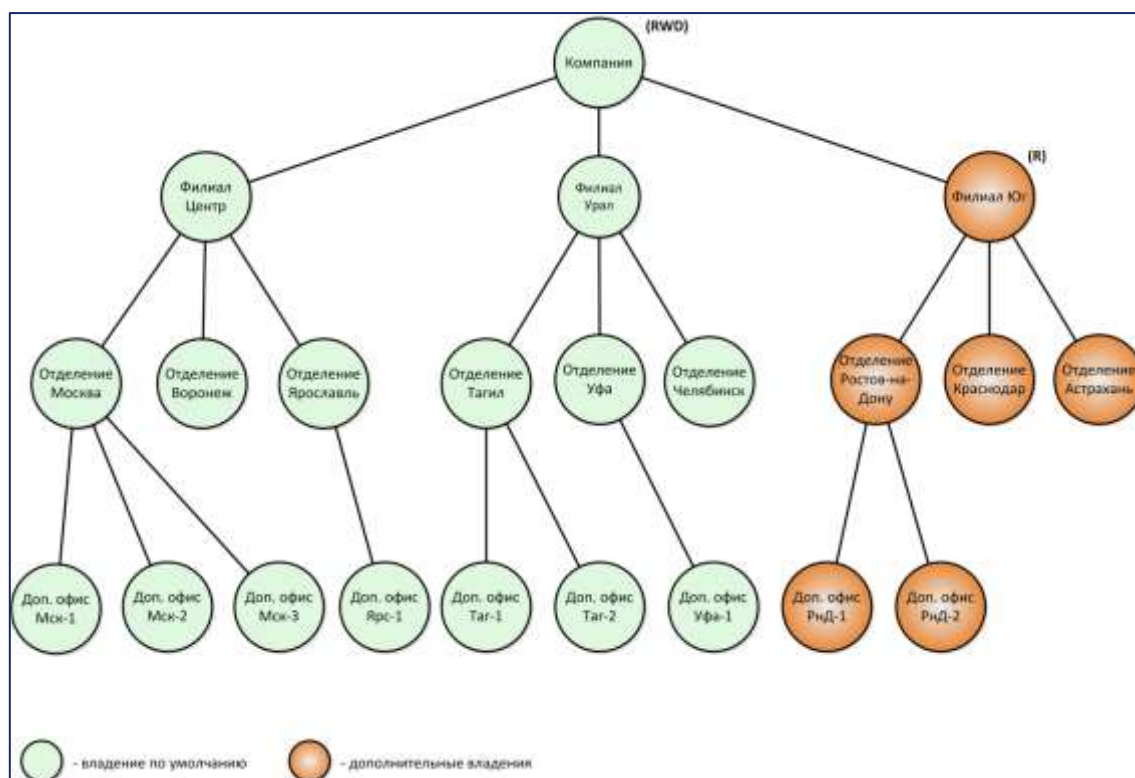 (RWD)
Компания
(R)
Филиал
Центр
Филиал
Урал
Филиал Юг
Отделение
Москва
Отделение
Воронеж
Отделение
Ярославль
Отделение
Тагил
Отделение
Уфа
Отделение
Челябинск
Отделение
Ростов-на-
Дону
Отделение
Краснодар
Отделение
Астрахань
Доп. офис
Мск-1
Доп. офис
Мск-2
Доп. офис
Мск-3
Доп. офис
Ярс-1
Доп. офис
Таг-1
Доп. офис
Таг-2
Доп. офис
Уфа-1
Доп. офис
РнД-1
Доп. офис
РнД-2
- владение по умолчанию
- дополнительные владения